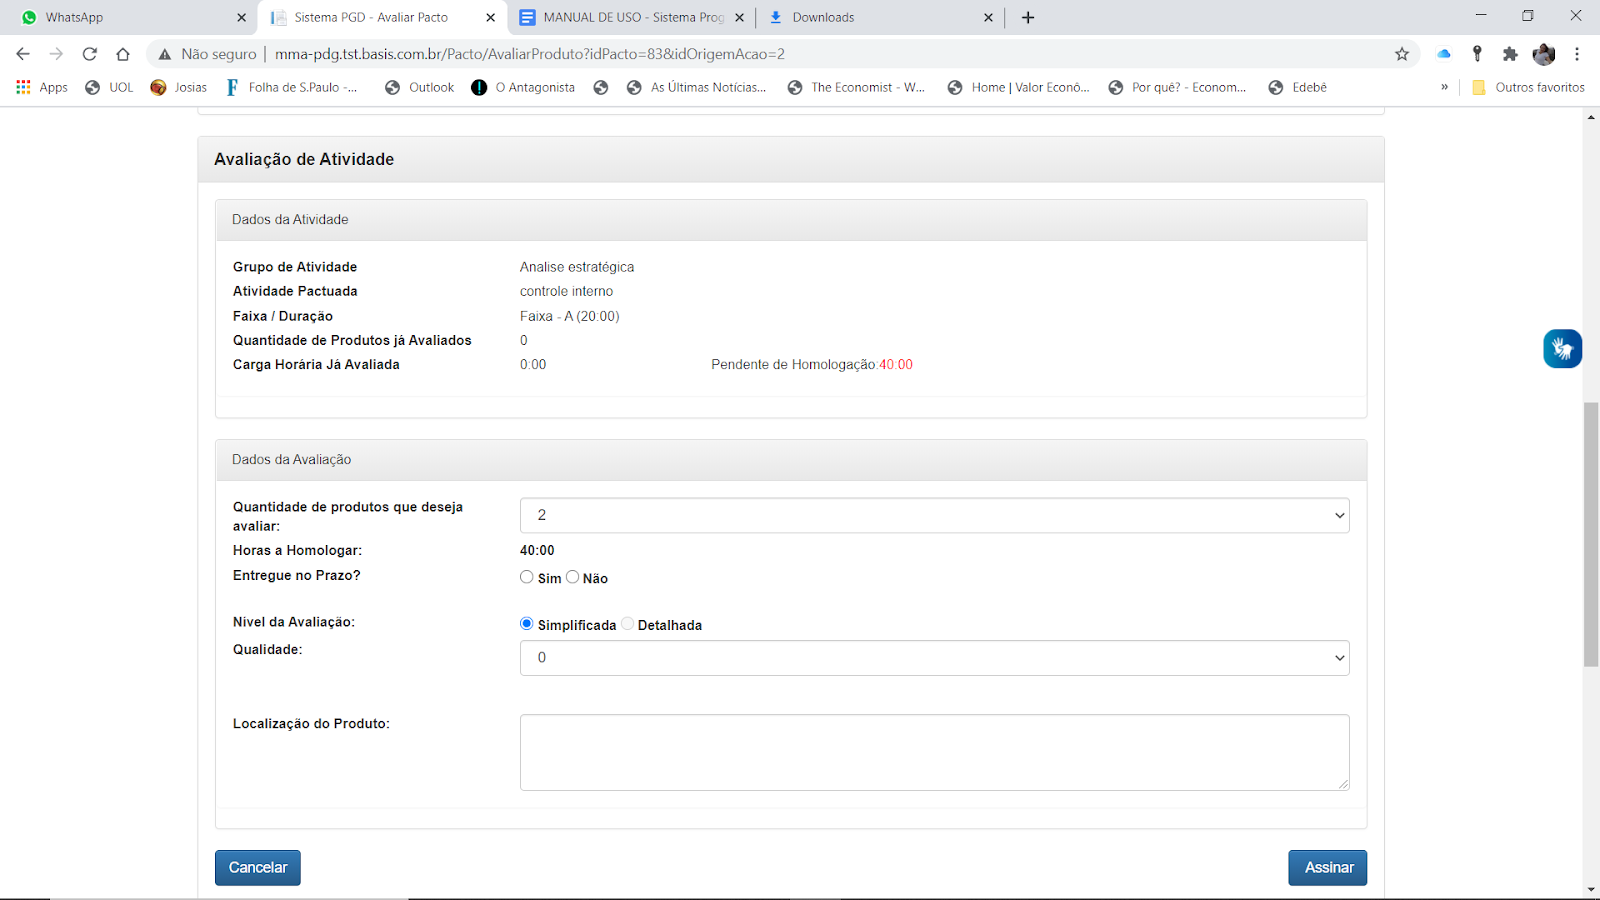 WhatsApp
Sistema PGD - Avaliar Pacto
MANUAL DE USO - Sistema Prog
Downloads
Não seguro | mma-pdg.tst.basis.com.br/Pacto/AvaliarProduto?idPacto=83&idOrigemAcao=2
Apps
UOL
Josias
Folha de S.Paulo -...
Outlook
O Antagonista
As Últimas Notícias...
The Economist - W...
Home | Valor Econô...
Por quê? - Econom...
Edebê
»
Outros favoritos
Avaliação de Atividade
Dados da Atividade
Grupo de Atividade Analise estratégica
Atividade Pactuada controle interno
Faixa / Duração Faixa - A (20:00)
Quantidade de Produtos já Avaliados 0
Carga Horária Já Avaliada 0:00 Pendente de Homologação:40:00
Dados da Avaliação
Quantidade de produtos que deseja
avaliar:
2
Horas a Homologar: 40:00
Entregue no Prazo? Sim Não
Nivel da Avaliação: Simplificada Detalhada
Qualidade: 0
Localização do Produto:
Cancelar
Assinar